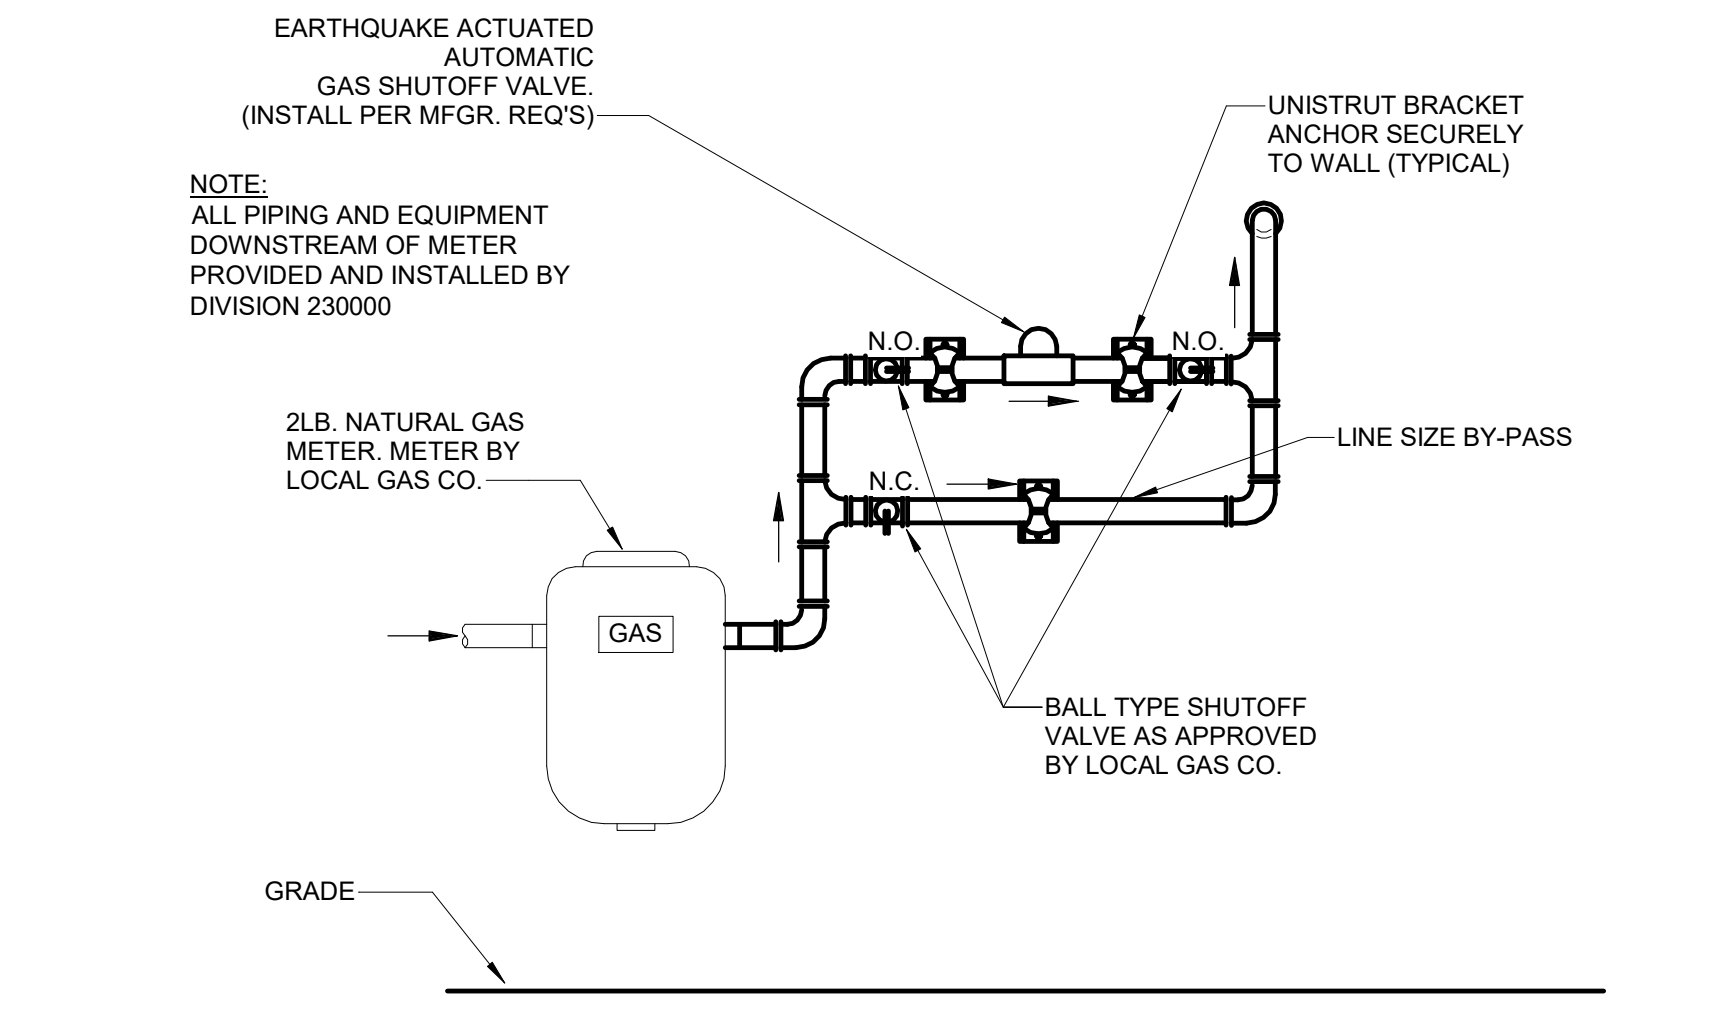 EARTHQUAKE ACTUATED
AUTOMATIC
GAS SHUTOFF VALVE.
(INSTALL PER MFGR. REQ'S)
UNISTRUT BRACKET
ANCHOR SECURELY
TO WALL (TYPICAL)
NOTE:
ALL PIPING AND EQUIPMENT
DOWNSTREAM OF METER
PROVIDED AND INSTALLED BY
DIVISION 230000
N.O.
N.O.
2LB. NATURAL GAS
METER. METER BY
LOCAL GAS CO.
LINE SIZE BY-PASS
N.C.
GAS
BALL TYPE SHUTOFF
VALVE AS APPROVED
BY LOCAL GAS CO.
GRADE